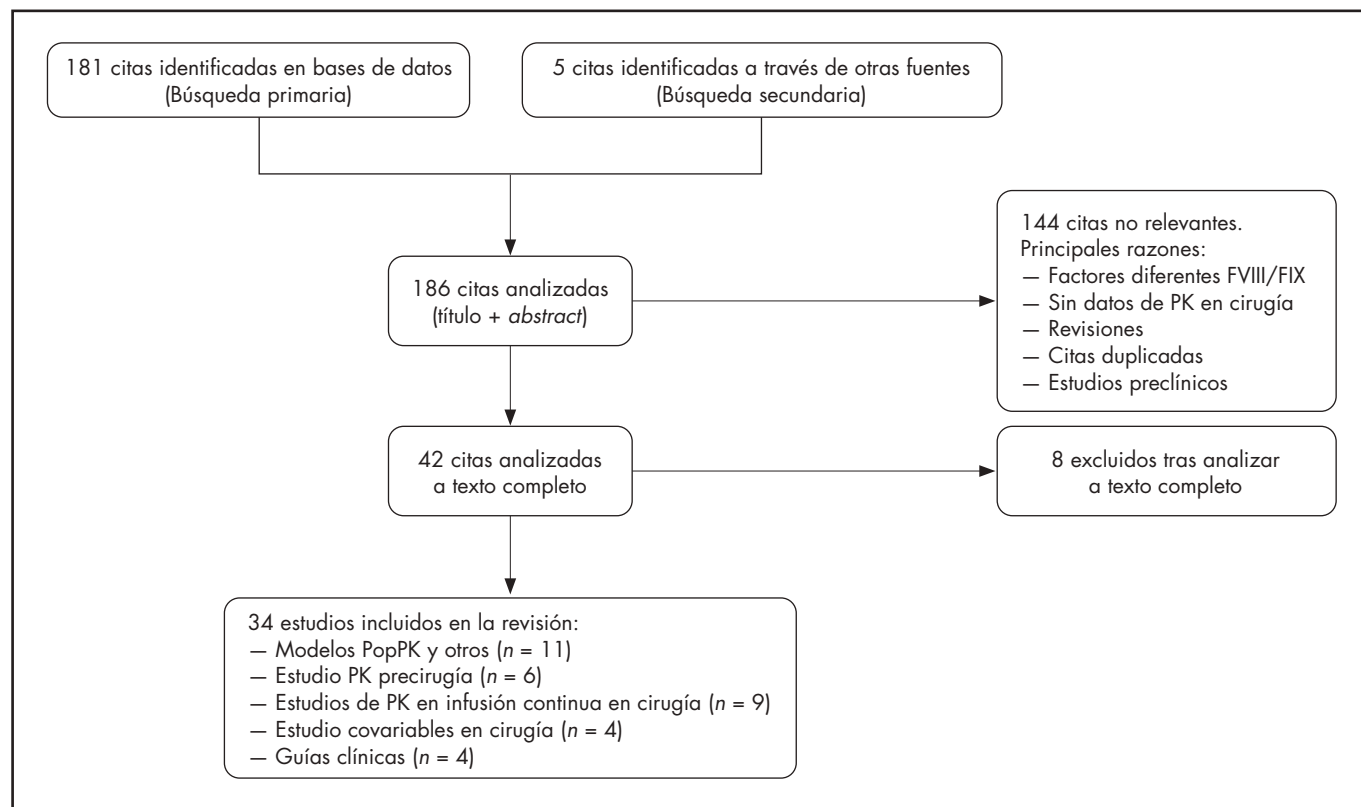 181 citas identificadas en bases de datos
(Búsqueda primaria)
5 citas identificadas a través de otras fuentes
(Búsqueda secundaria)
186 citas analizadas
(título + abstract)
144 citas no relevantes.
Principales razones:
— Factores diferentes FVIII/FIX
— Sin datos de PK en cirugía
— Revisiones
— Citas duplicadas
— Estudios preclínicos
42 citas analizadas
a texto completo
8 excluidos tras analizar
a texto completo
34 estudios incluidos en la revisión:
— Modelos PopPK y otros (n = 11)
— Estudio PK precirugía (n = 6)
— Estudios de PK en infusión continua en cirugía (n = 9)
— Estudio covariables en cirugía (n = 4)
— Guías clínicas (n = 4)